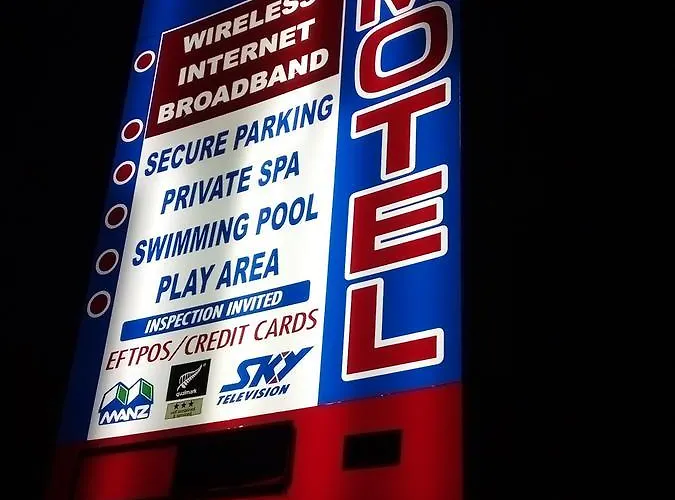 WIRELESS
INTERNET
BROADBAND
SECURE PARKING
PRIVATE SPA
SWIMMING POOL
PLAY AREA
INSPECTION INVITED
EFTPOS/CREDIT CARDS
MANZ
qualmark
SKY
TELEVISION
MOTEL